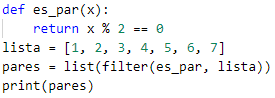 def es_par(x):
    return x % 2 == 0
lista = [1, 2, 3, 4, 5, 6, 7]
pares = list(filter(es_par, lista))
print(pares)